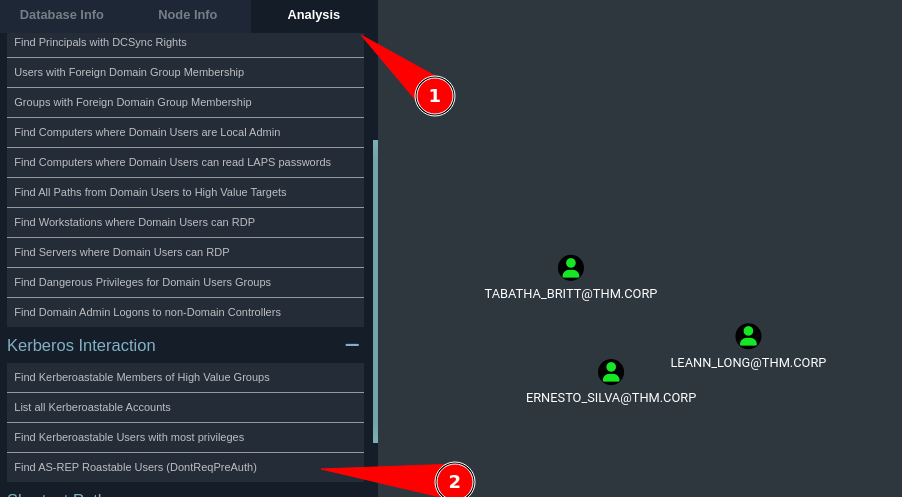 Database Info Node Info Analysis
Find Principals with DCSync Rights
Users with Foreign Domain Group Membership
Groups with Foreign Domain Group Membership
1
Find Computers where Domain Users are Local Admin
Find Computers where Domain Users can read LAPS passwords
Find All Paths from Domain Users to High Value Targets
Find Workstations where Domain Users can RDP
Find Servers where Domain Users can RDP
Find Dangerous Privileges for Domain Users Groups
Find Domain Admin Logons to non-Domain Controllers
Kerberos Interaction
Find Kerberoastable Members of High Value Groups
List all Kerberoastable Accounts
Find Kerberoastable Users with most privileges
Find AS-REP Roastable Users (DontReqPreAuth)
2
TABATHA_BRITT@THM.CORP
LEANN_LONG@THM.CORP
ERNESTO_SILVA@THM.CORP